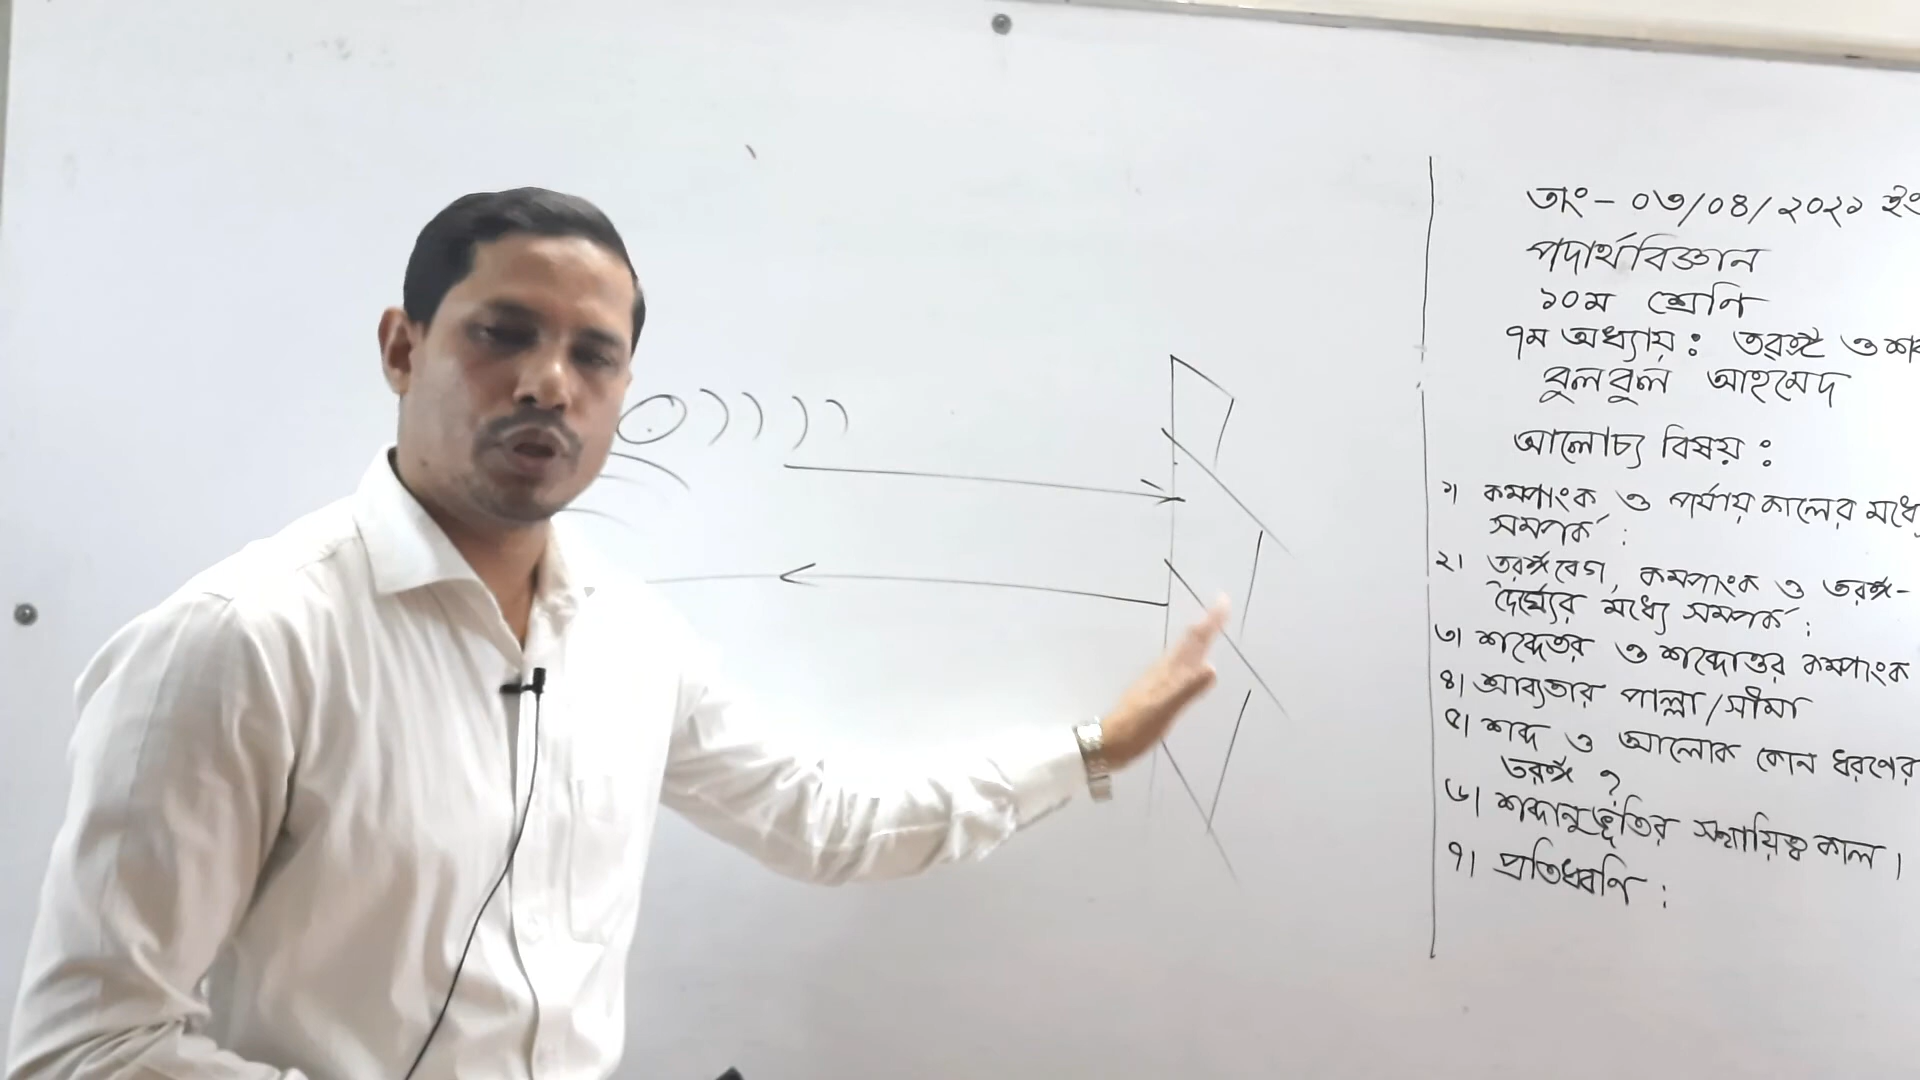 তাং- ০৩/০৪/২০২১ ইং
পদার্থবিজ্ঞান
১০ম শ্রেণি
৭ম অধ্যায় : তরঙ্গ ও শব্দ
বুলবুল আহমেদ
আলোচ্য বিষয় :
১। কম্পাংক ও পর্যায় কালের মধ্যে
সম্পর্ক :
২। তরঙ্গবেগ, কম্পাংক ও তরঙ্গ-
দৈর্ঘ্যের মধ্যে সম্পর্ক :
৩। শব্দেতর ও শব্দোত্তর কম্পাংক
৪। শ্রাব্যতার পাল্লা/সীমা
৫। শব্দ ও আলোক কোন ধরণের
তরঙ্গ ?
৬। শব্দানুভূতির স্থায়িত্ব কাল।
৭। প্রতিধ্বণি :